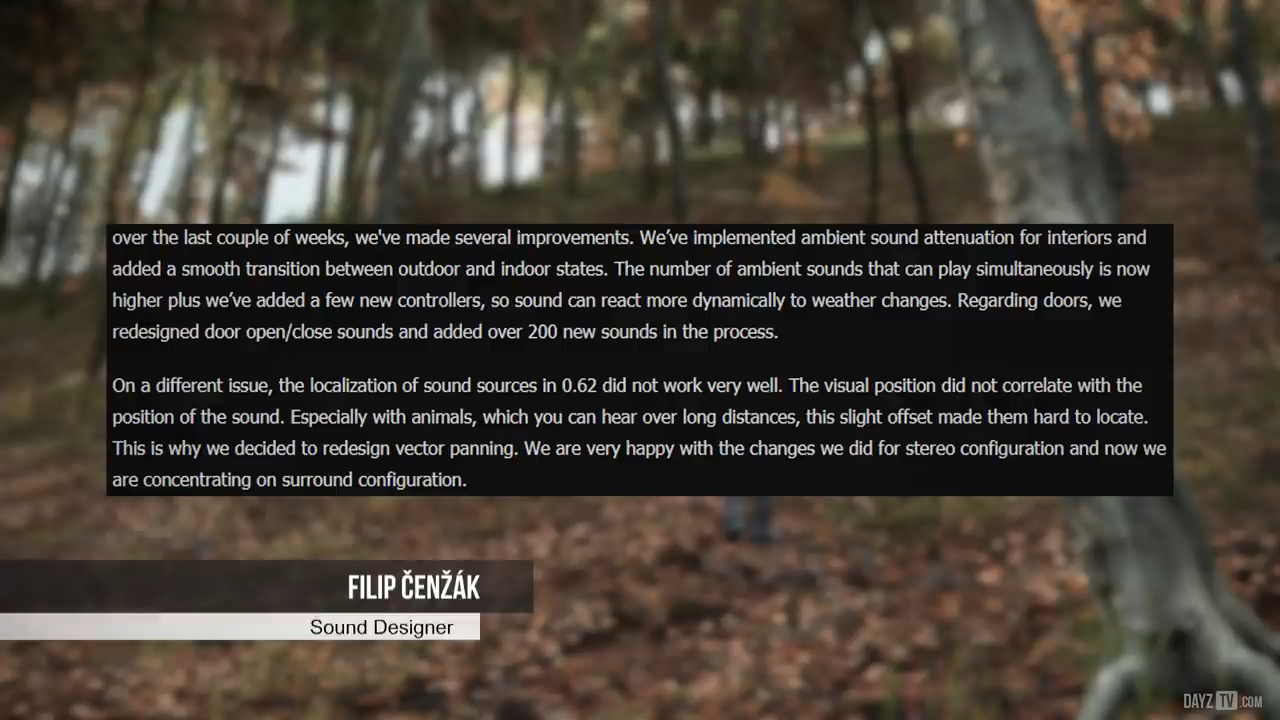 over the last couple of weeks, we've made several improvements. We’ve implemented ambient sound attenuation for interiors and
added a smooth transition between outdoor and indoor states. The number of ambient sounds that can play simultaneously is now
higher plus we’ve added a few new controllers, so sound can react more dynamically to weather changes. Regarding doors, we
redesigned door open/close sounds and added over 200 new sounds in the process.
On a different issue, the localization of sound sources in 0.62 did not work very well. The visual position did not correlate with the
position of the sound. Especially with animals, which you can hear over long distances, this slight offset made them hard to locate.
This is why we decided to redesign vector panning. We are very happy with the changes we did for stereo configuration and now we
are concentrating on surround configuration.
FILIP ČENŽÁK
Sound Designer
DAYZ TV .COM